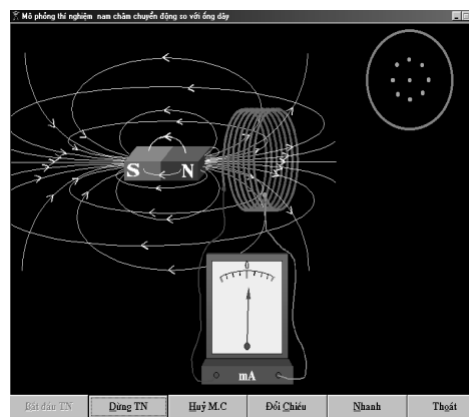 Mô phỏng thí nghiệm nam châm chuyển động so với ống dây
S N
0
mA
Bắt đầu TN Dừng TN Huỷ M.C Đổi Chiều Nhanh Thoát